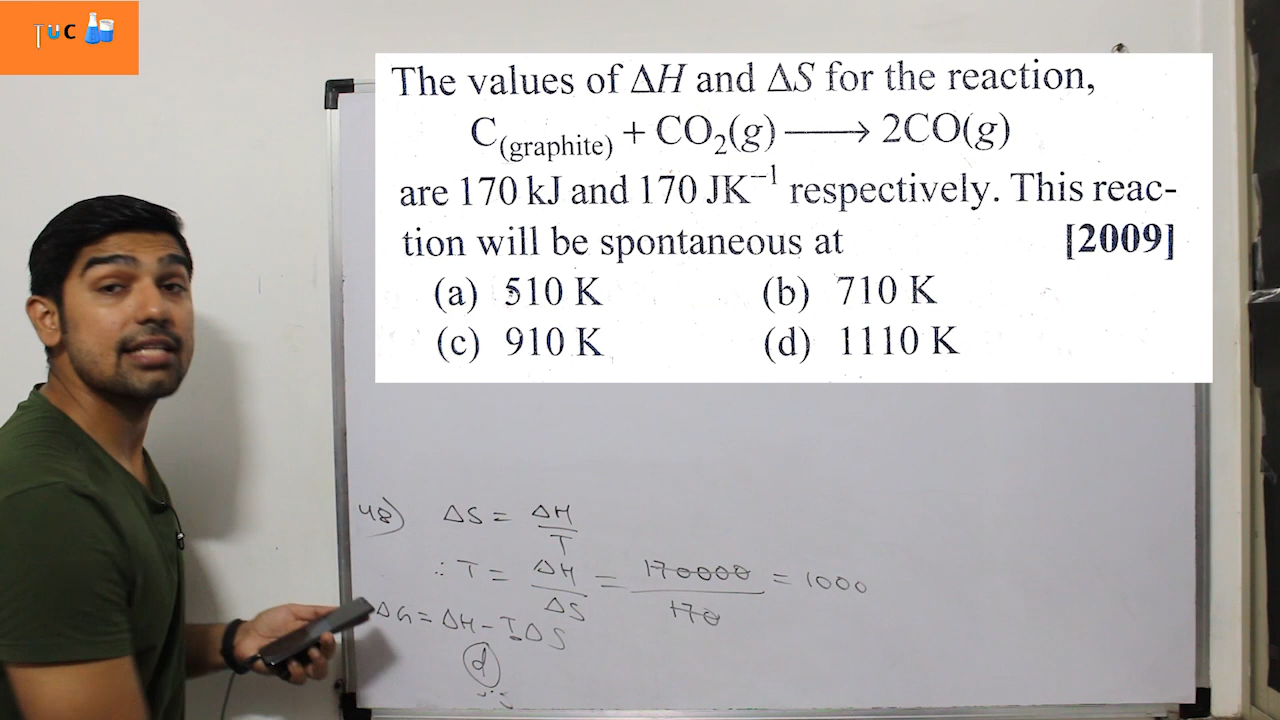 TUC
The values of ΔH and ΔS for the reaction,
C(graphite) + CO₂(g) ⟶ 2CO(g)
are 170 kJ and 170 JK⁻¹ respectively. This reac-
tion will be spontaneous at [2009]
(a) 510 K (b) 710 K
(c) 910 K (d) 1110 K
48) ΔS = ΔH/T
∴ T = ΔH/ΔS = 170000/170 = 1000
ΔG = ΔH - TΔS
d